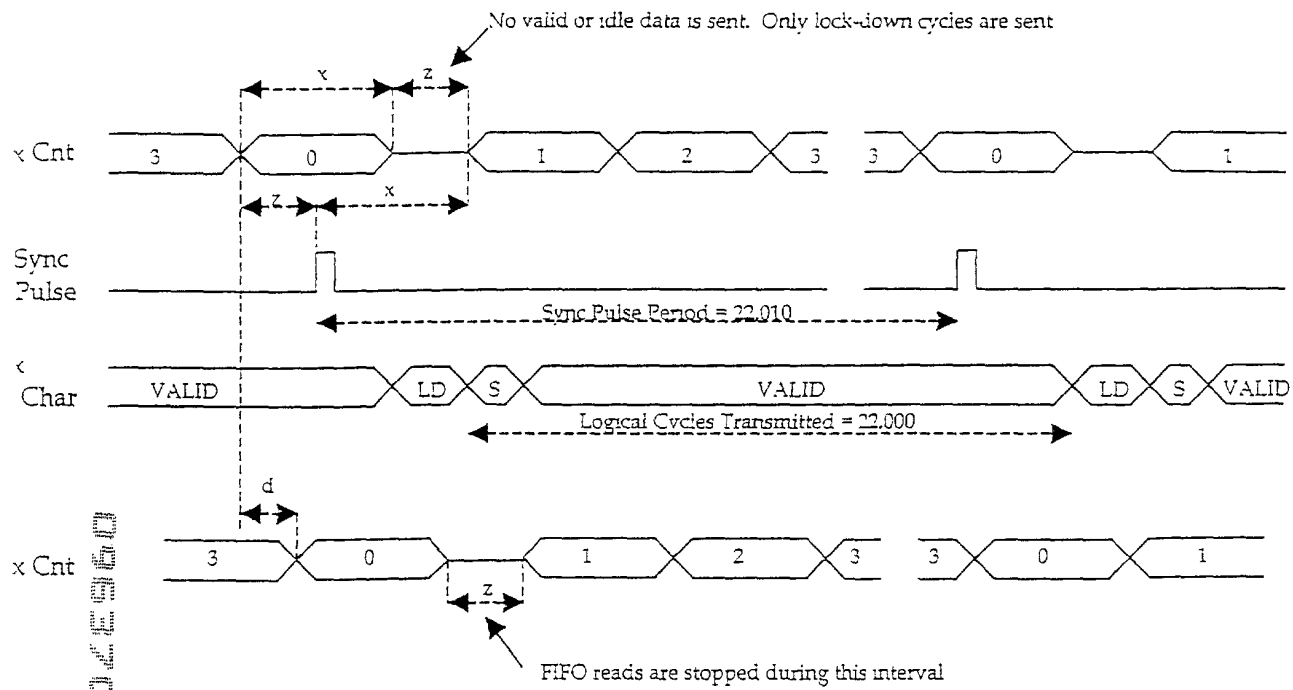 No valid or idle data is sent. Only lock-down cycles are sent
x
z
x Cnt
3 0 1 2 3 3 0 1
z
x
Sync
Pulse
Sync Pulse Period = 22,010
x
Char
VALID LD S VALID LD S VALID
Logical Cycles Transmitted = 22,000
d
x Cnt
3 0 1 2 3 3 0 1
z
FIFO reads are stopped during this interval